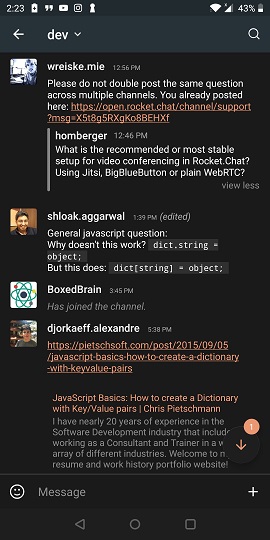 2:23
43%
dev
wreiske.mie 12:56 PM
Please do not double post the same question
across multiple channels. You already posted
here: https://open.rocket.chat/channel/support
?msg=X5t8g5RXgKo8BEHXf
homberger 12:46 PM
What is the recommended or most stable
setup for video conferencing in Rocket.Chat?
Using Jitsi, BigBlueButton or plain WebRTC?
view less
shloak.aggarwal 1:39 PM (edited)
General javascript question:
Why doesn't this work? dict.string =
object;
But this does: dict[string] = object;
BoxedBrain 3:45 PM
Has joined the channel.
djorkaeff.alexandre 5:38 PM
https://pietschsoft.com/post/2015/09/05
/javascript-basics-how-to-create-a-dictionary
-with-keyvalue-pairs
JavaScript Basics: How to create a Dictionary
with Key/Value pairs | Chris Pietschmann
I have nearly 20 years of experience in the
Software Development industry that include
working as a Consultant and Trainer in a w
array of different industries. Welcome to n
resume and work history portfolio website!
1
Message